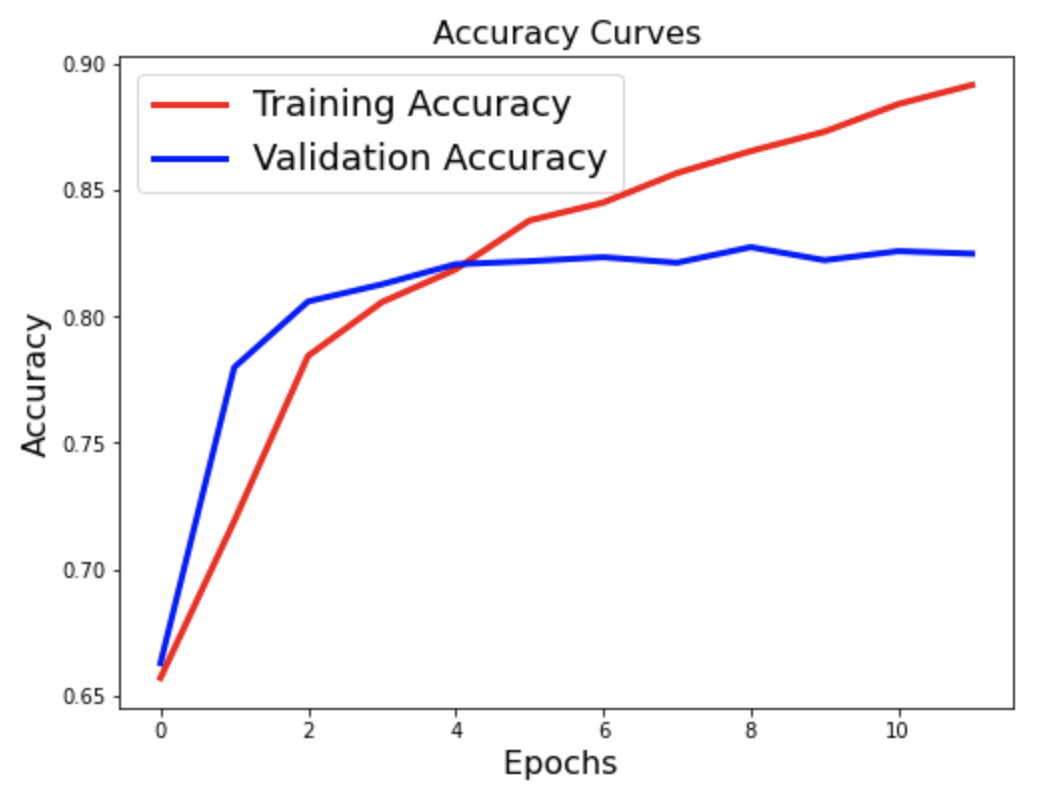 Accuracy Curves
Training Accuracy
Validation Accuracy
0.90
0.85
0.80
0.75
0.70
0.65
Accuracy
0 2 4 6 8 10
Epochs